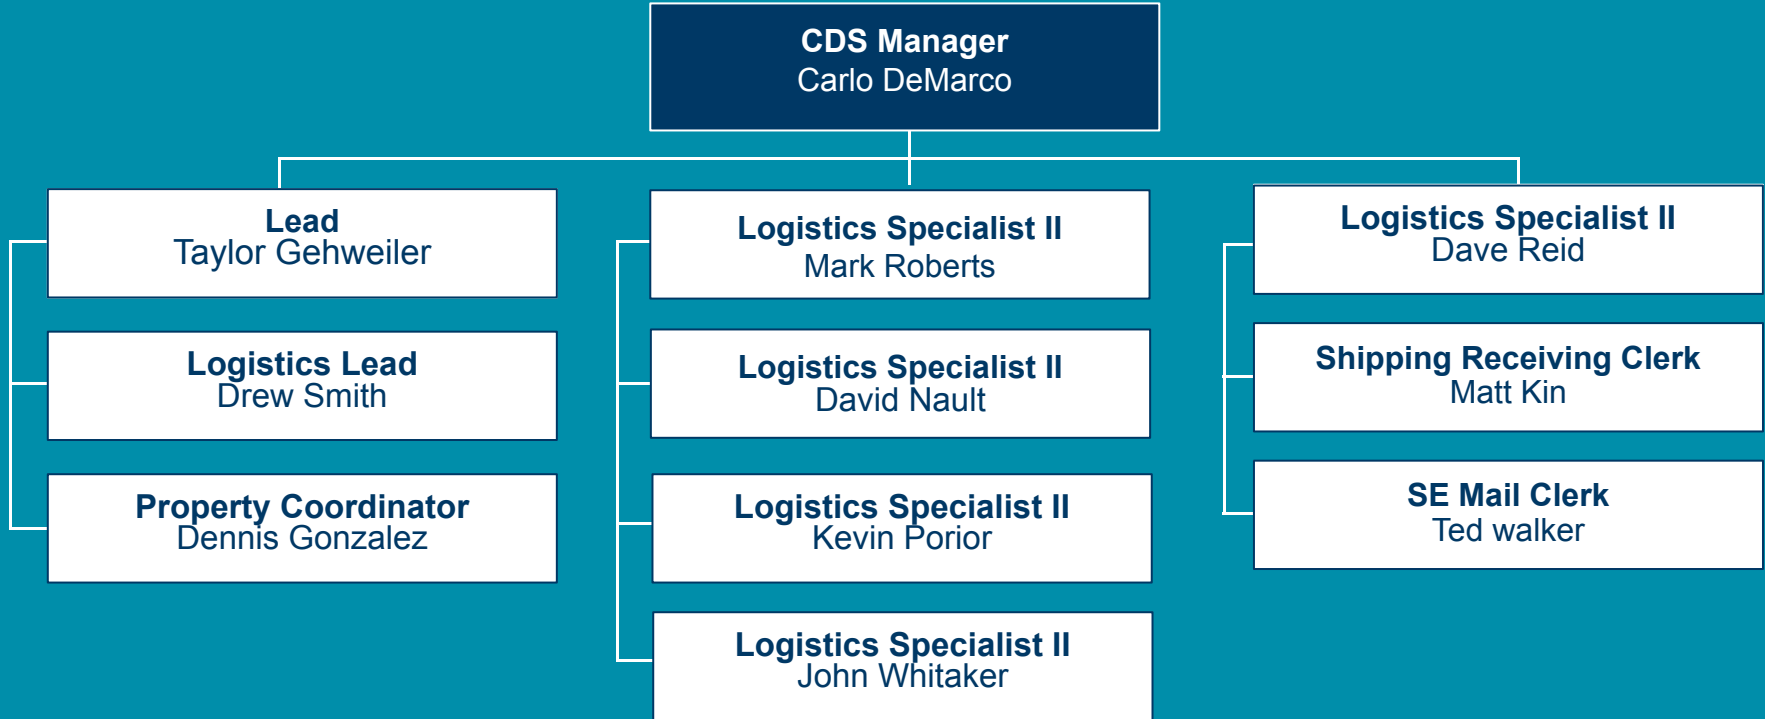 CDS Manager
Carlo DeMarco
Lead
Taylor Gehweiler
Logistics Lead
Drew Smith
Property Coordinator
Dennis Gonzalez
Logistics Specialist II
Mark Roberts
Logistics Specialist II
David Nault
Logistics Specialist II
Kevin Porior
Logistics Specialist II
John Whitaker
Logistics Specialist II
Dave Reid
Shipping Receiving Clerk
Matt Kin
SE Mail Clerk
Ted walker